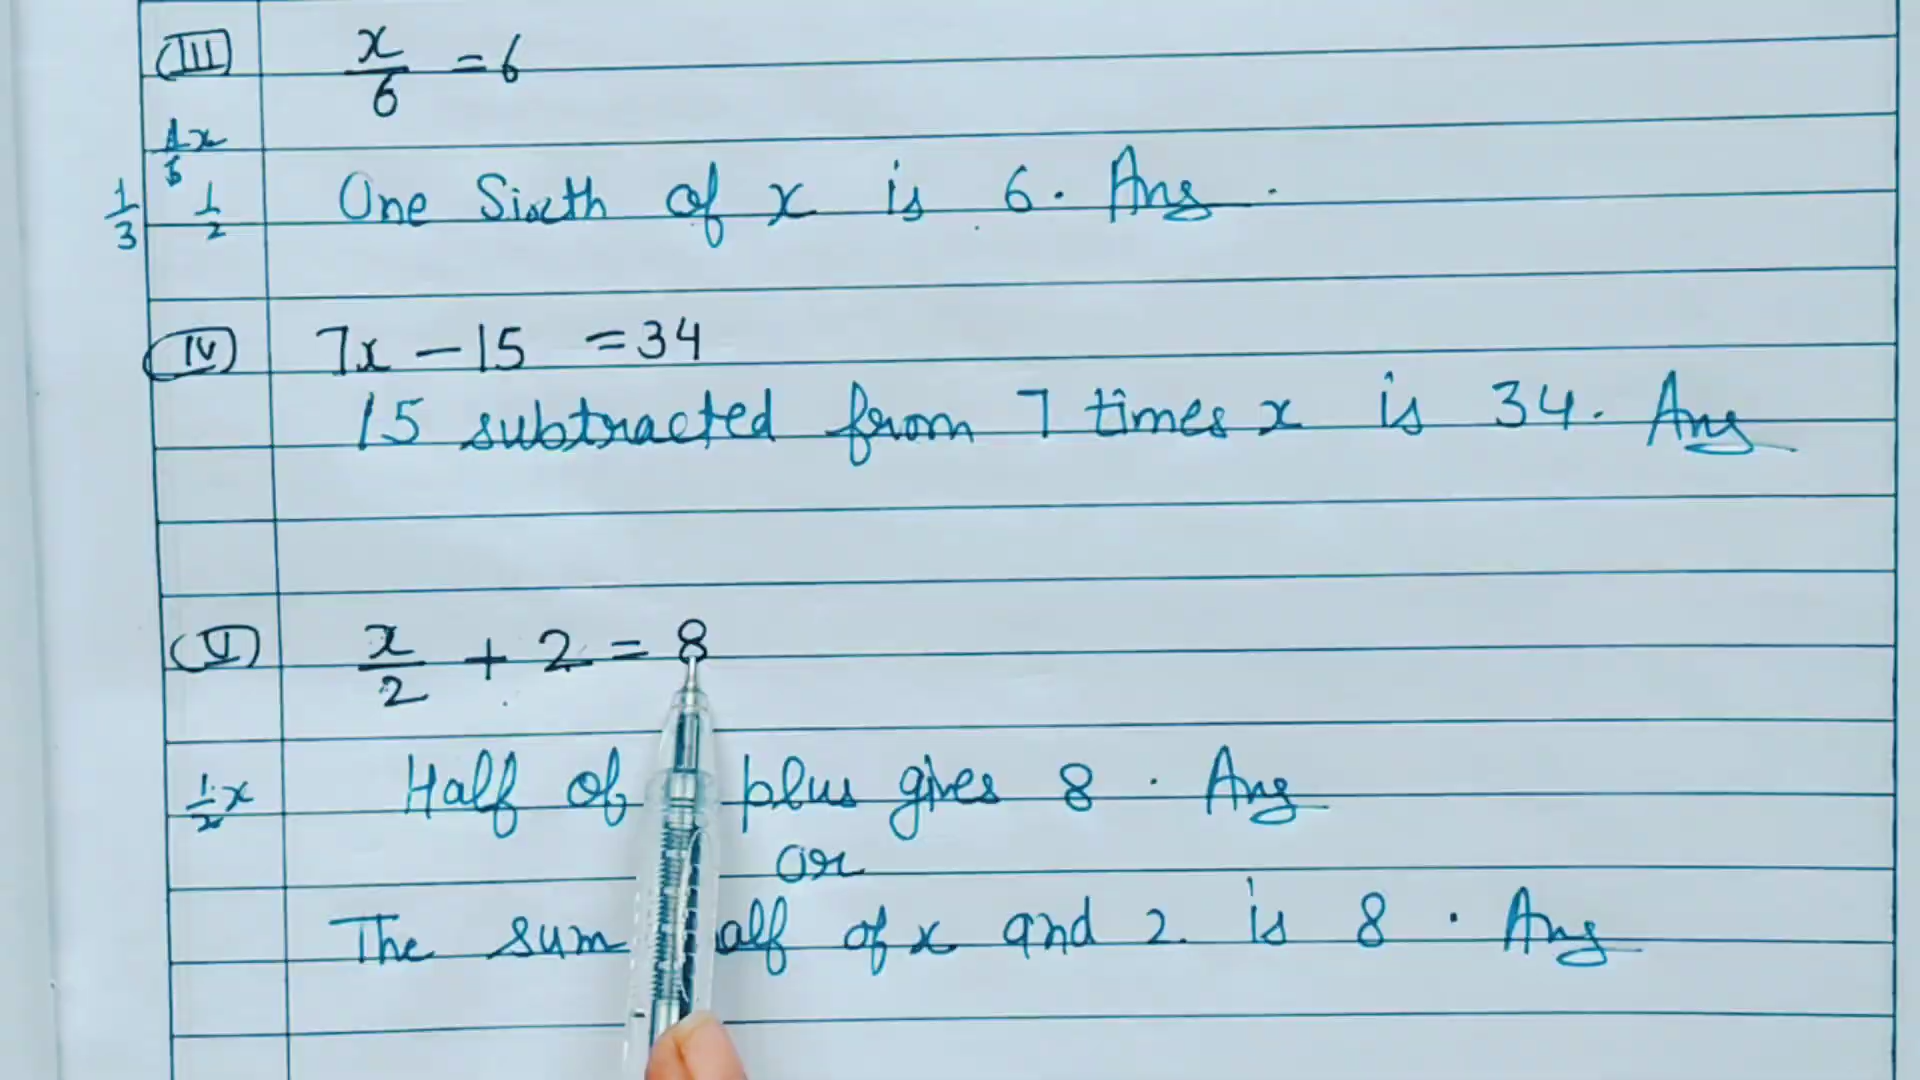 (III) x/6 = 6
1/6 x
1/3 1/2 One Sixth of x is 6. Ans.
(IV) 7x - 15 = 34
15 subtracted from 7 times x is 34. Ans
(V) x/2 + 2 = 8
1/2 x Half of plus gives 8. Ans
or
The sum of x and 2 is 8. Ans